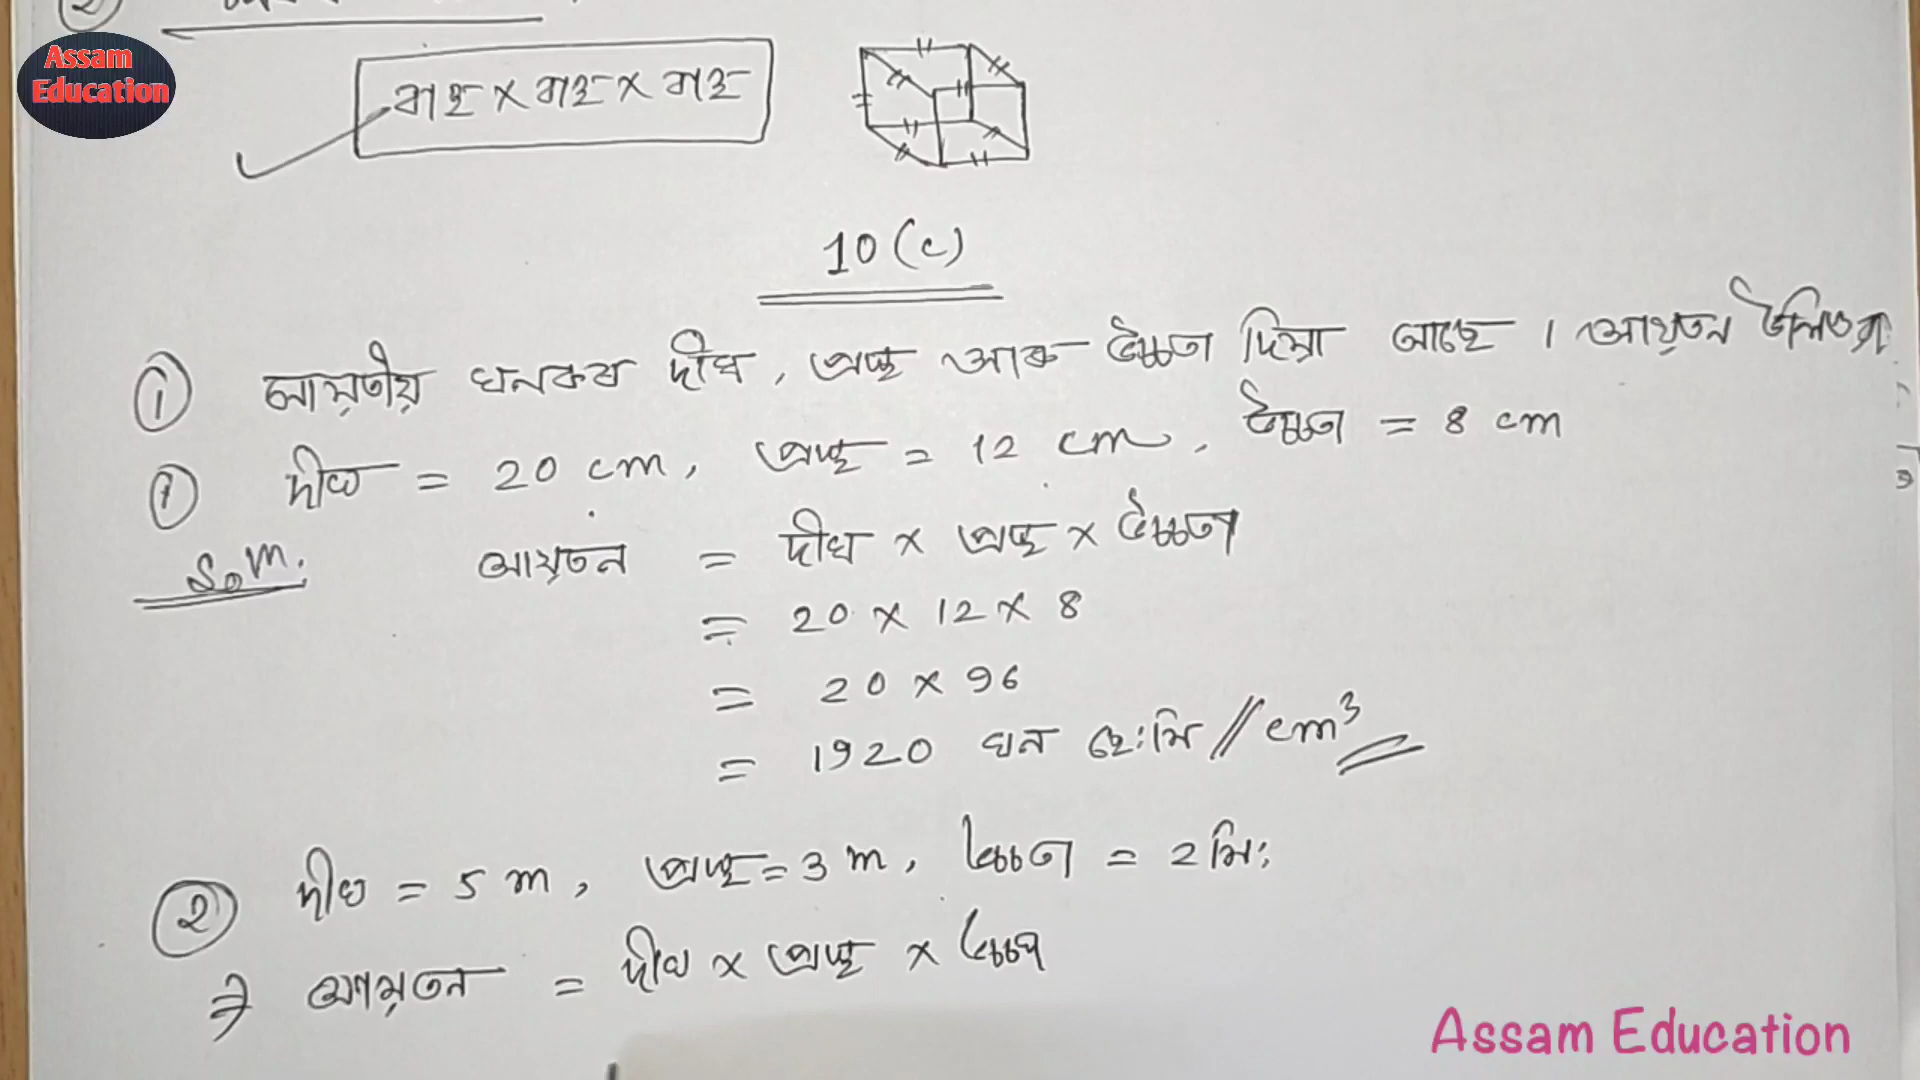 Assam
Education
বাহু × বাহু × বাহু
10 (c)
① আয়তীয় ঘনকৰ দীঘ, প্ৰস্থ আৰু উচ্চতা দিয়া আছে । আয়তন উলিওৱা
① দীঘ = 20 cm, প্ৰস্থ = 12 cm, উচ্চতা = 8 cm
Som. আয়তন = দীঘ × প্ৰস্থ × উচ্চতা
= 20 × 12 × 8
= 20 × 96
= 1920 ঘন ছে:মি // cm³
② দীঘ = 5 m, প্ৰস্থ = 3 m, উচ্চতা = 2 মি:
⇒ আয়তন = দীঘ × প্ৰস্থ × উচ্চতা
Assam Education